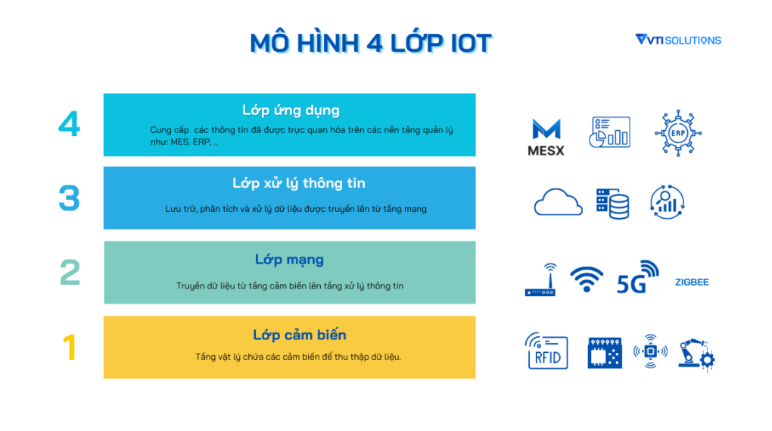 MÔ HÌNH 4 LỚP IOT
VTI SOLUTIONS
4
Lớp ứng dụng
Cung cấp các thông tin đã được trực quan hóa trên các nền tảng quản lý
như: MES. ERP, ..
MESX
ERP
3
Lớp xử lý thông tin
Lưu trữ, phân tích và xử lý dữ liệu được truyền lên từ tầng mạng
2
Lớp mạng
Truyền dữ liệu từ tầng cảm biến lên tầng xử lý thông tin
5G
ZIGBEE
1
Lớp cảm biến
Tầng vật lý chứa các cảm biến để thu thập dữ liệu.
RFID